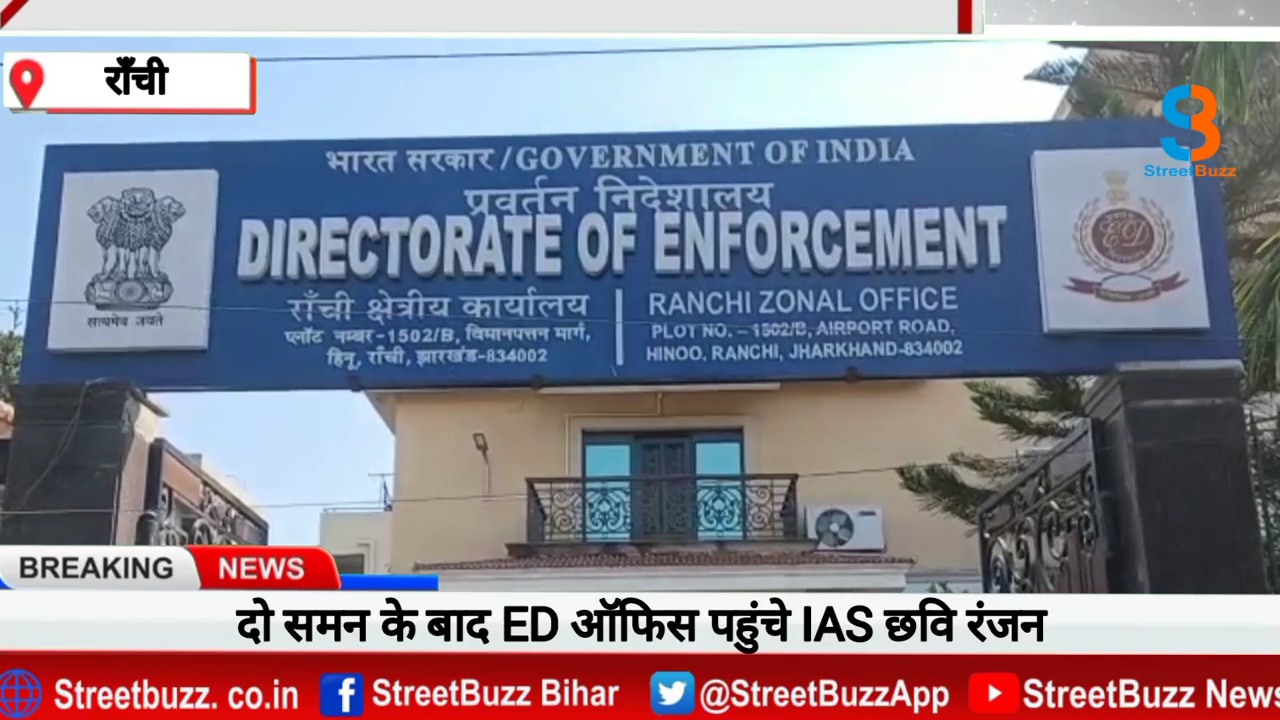 राँची
StreetBuzz
भारत सरकार/GOVERNMENT OF INDIA
प्रवर्तन निदेशालय
DIRECTORATE OF ENFORCEMENT
सत्यमेव जयते
राँची क्षेत्रीय कार्यालय
प्लॉट नम्बर-1502/B, विमानपत्तन मार्ग,
हिनू, राँची, झारखंड-834002
RANCHI ZONAL OFFICE
PLOT NO. – 1502/B, AIRPORT ROAD,
HINOO, RANCHI, JHARKHAND-834002
ED
BREAKING NEWS
दो समन के बाद ED ऑफिस पहुंचे IAS छवि रंजन
Streetbuzz. co.in StreetBuzz Bihar @StreetBuzzApp StreetBuzz News